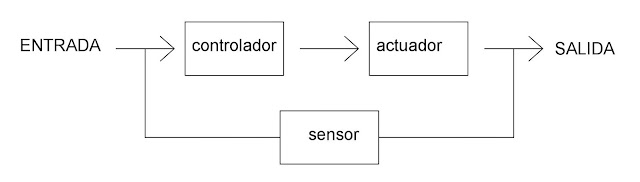 ENTRADA
controlador
actuador
SALIDA
sensor